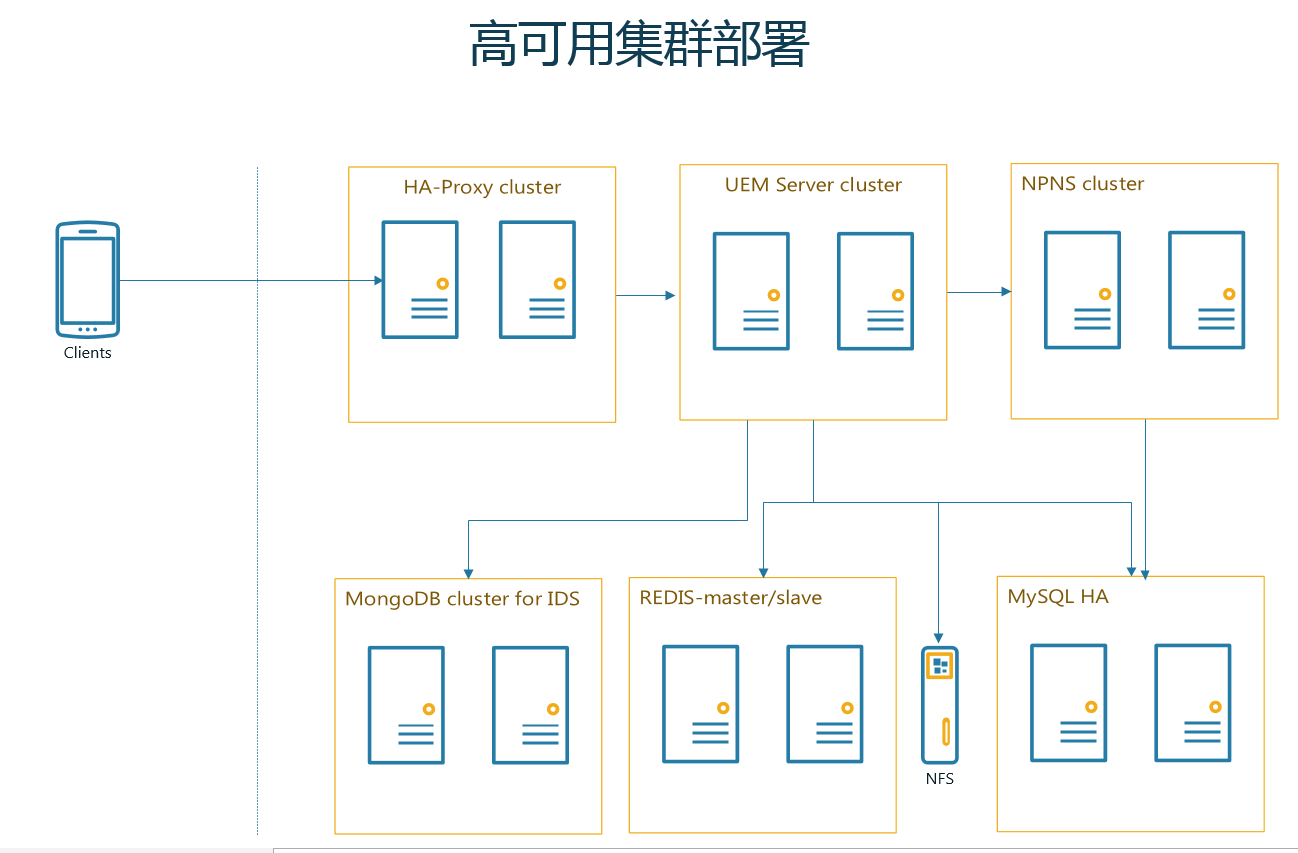 高可用集群部署
HA-Proxy cluster
UEM Server cluster
NPNS cluster
Clients
MongoDB cluster for IDS
REDIS-master/slave
MySQL HA
NFS